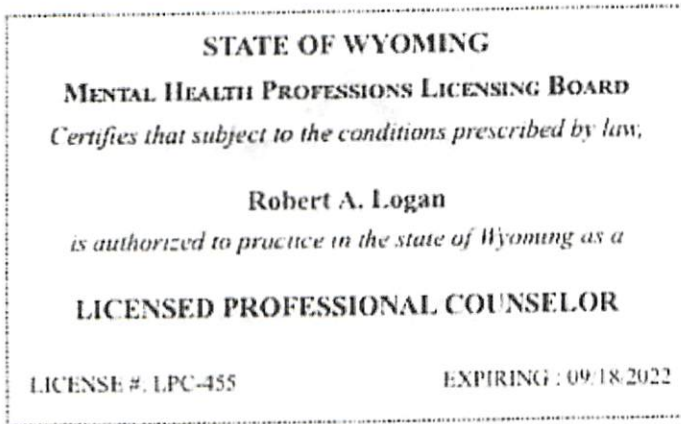 STATE OF WYOMING
MENTAL HEALTH PROFESSIONS LICENSING BOARD
Certifies that subject to the conditions prescribed by law,
Robert A. Logan
is authorized to practice in the state of Wyoming as a
LICENSED PROFESSIONAL COUNSELOR
LICENSE #. LPC-455 EXPIRING : 09/18/2022